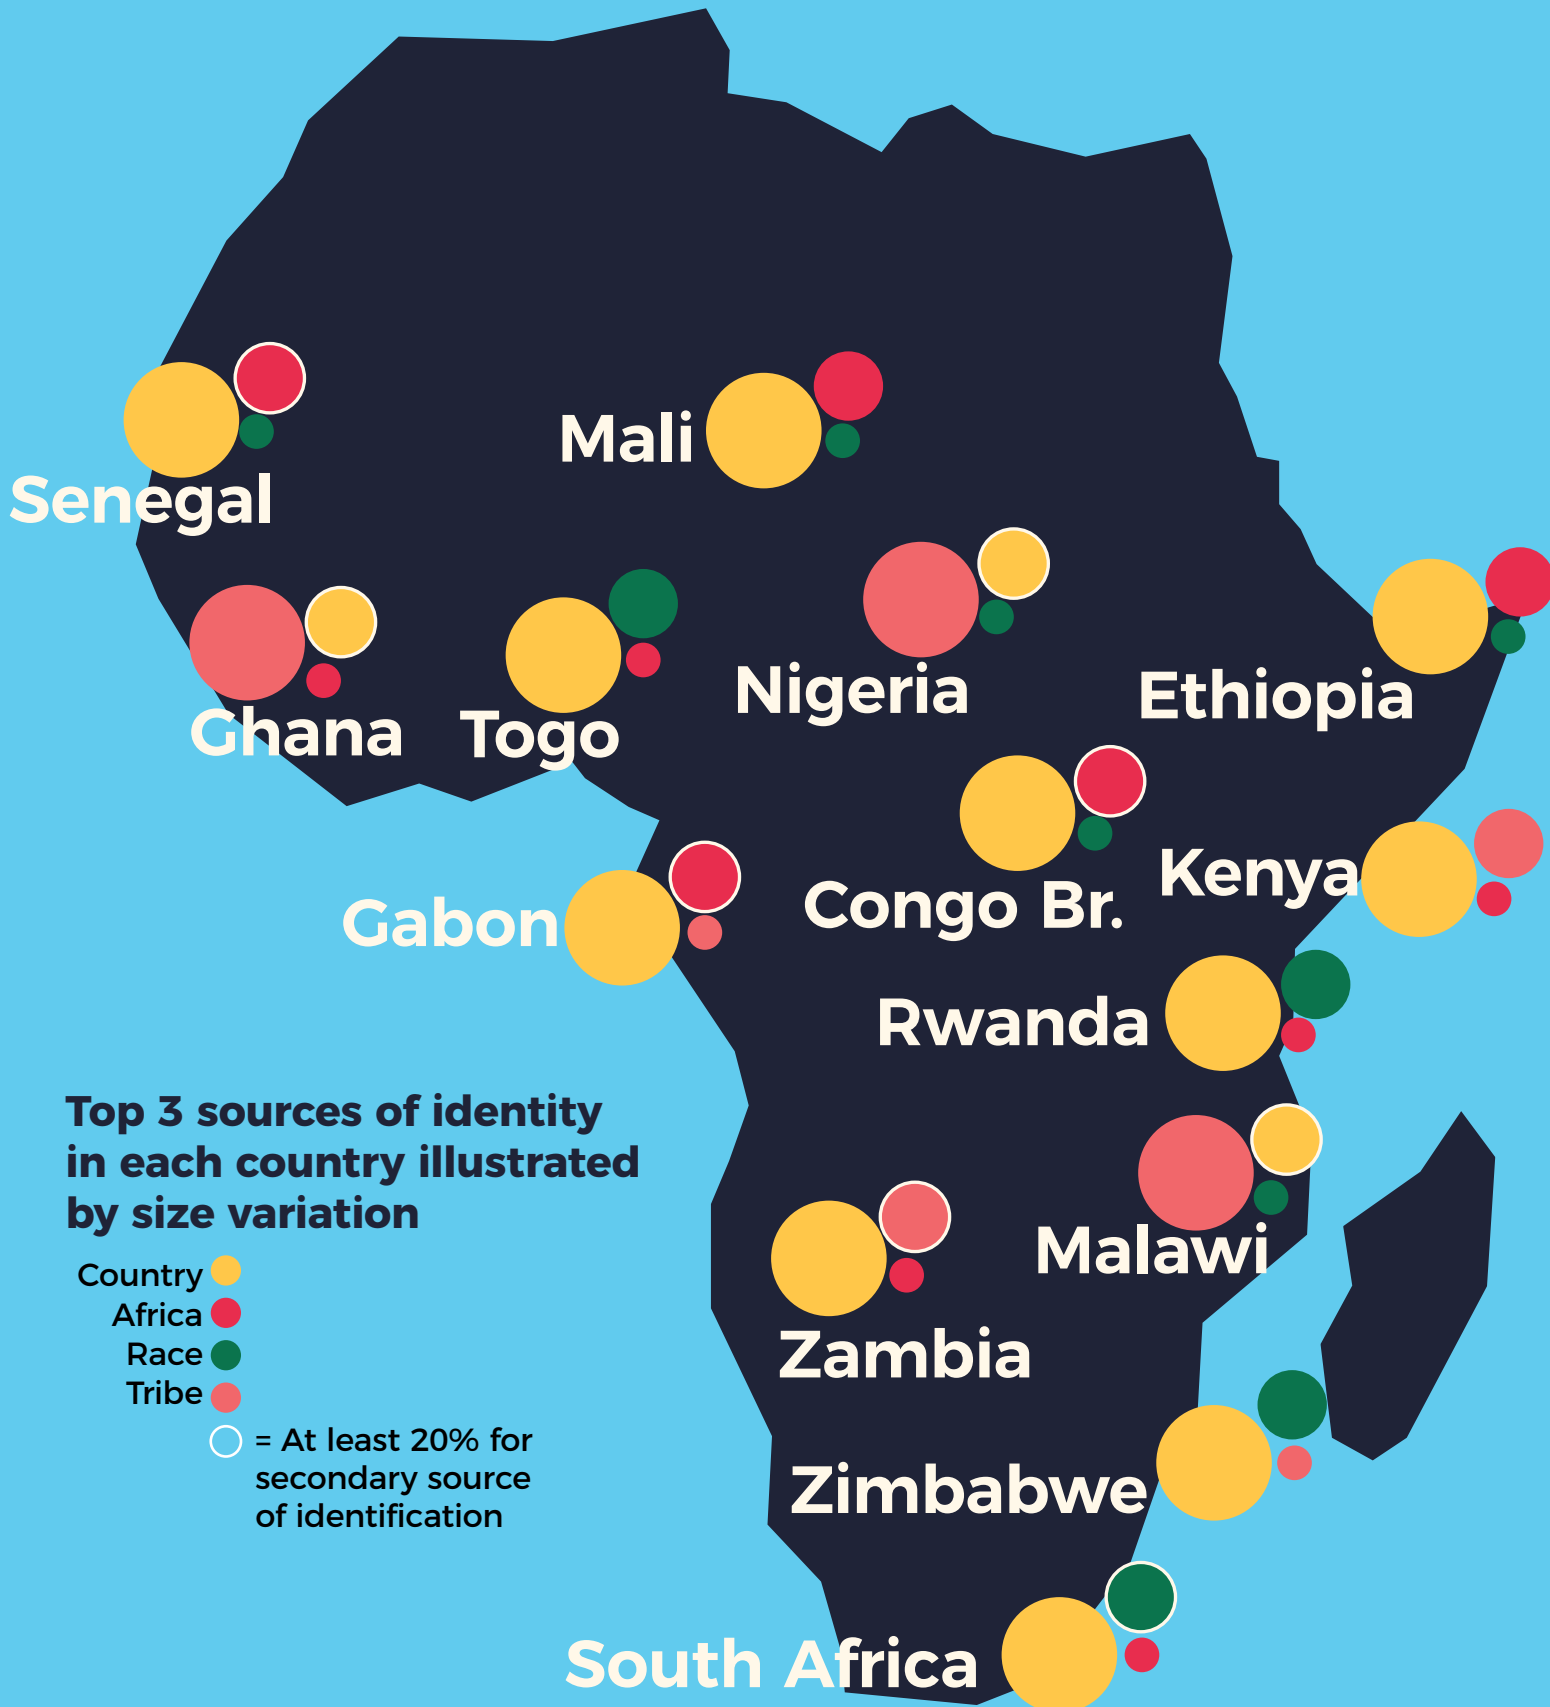 Mali
Senegal
Nigeria
Ethiopia
Ghana
Togo
Kenya
Congo Br.
Gabon
Rwanda
Top 3 sources of identity
in each country illustrated
by size variation
Country
Africa
Race
Tribe
= At least 20% for
secondary source
of identification
Malawi
Zambia
Zimbabwe
South Africa